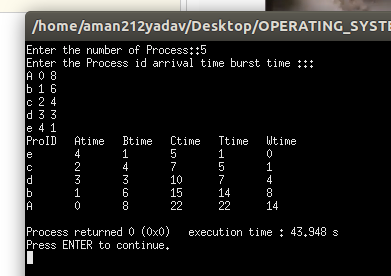 /home/aman212yadav/Desktop/OPERATING_SYSTE
Enter the number of Process::5
Enter the Process id arrival time burst time :::
A 0 8
b 1 6
c 2 4
d 3 3
e 4 1
ProID Atime Btime Ctime Ttime Wtime
e 4 1 5 1 0
c 2 4 7 5 1
d 3 3 10 7 4
b 1 6 15 14 8
A 0 8 22 22 14
Process returned 0 (0x0) execution time : 43.948 s
Press ENTER to continue.